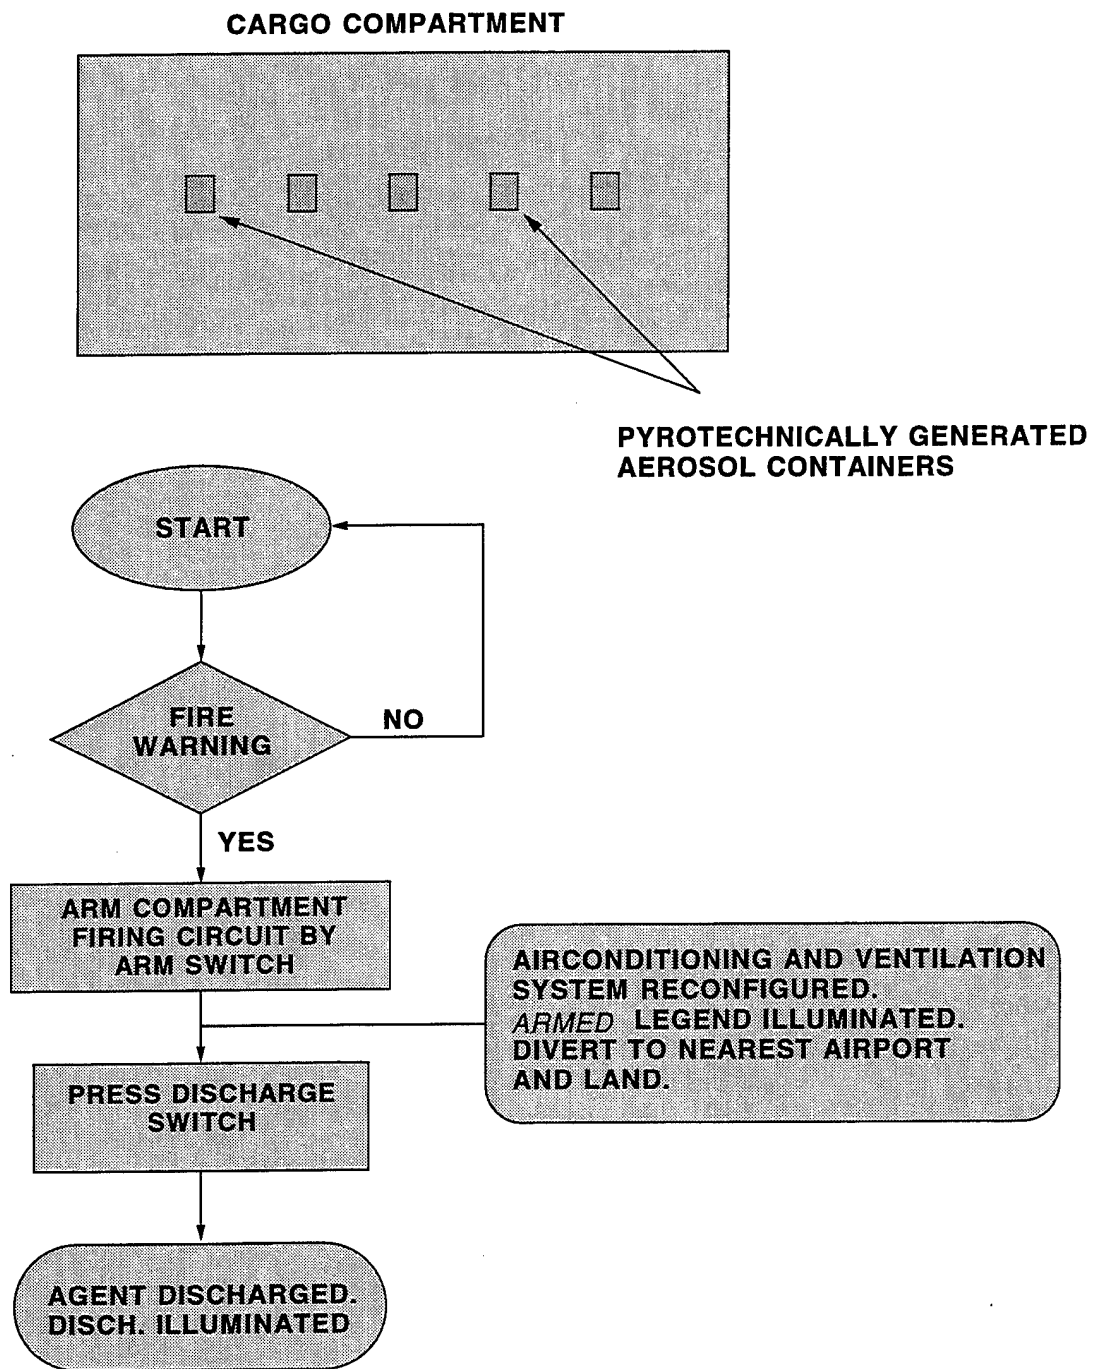 CARGO COMPARTMENT
PYROTECHNICALLY GENERATED
AEROSOL CONTAINERS
START
FIRE
WARNING
NO
YES
ARM COMPARTMENT
FIRING CIRCUIT BY
ARM SWITCH
AIRCONDITIONING AND VENTILATION
SYSTEM RECONFIGURED.
ARMED LEGEND ILLUMINATED.
DIVERT TO NEAREST AIRPORT
AND LAND.
PRESS DISCHARGE
SWITCH
AGENT DISCHARGED.
DISCH. ILLUMINATED